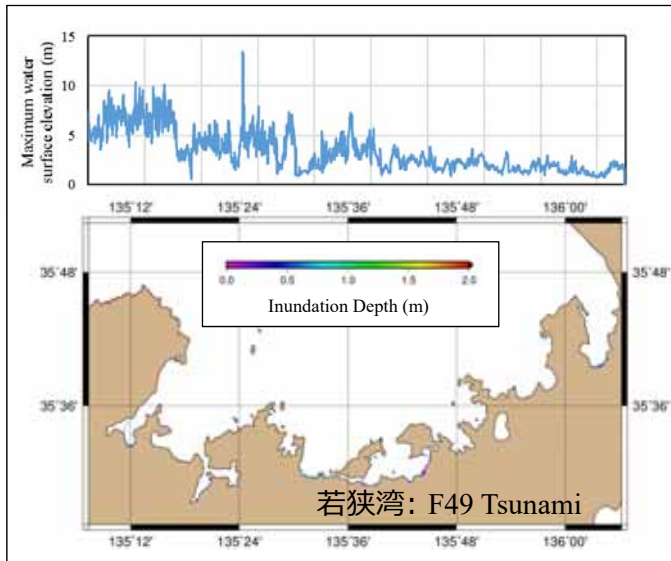 15
10
5
0
Maximum water
surface elevation (m)
135°12' 135°24' 135°36' 135°48' 136°00'
35°48' 35°48'
0.0 0.5 1.0 1.5 2.0
Inundation Depth (m)
35°36' 35°36'
若狭湾: F49 Tsunami
135°12' 135°24' 135°36' 135°48' 136°00'